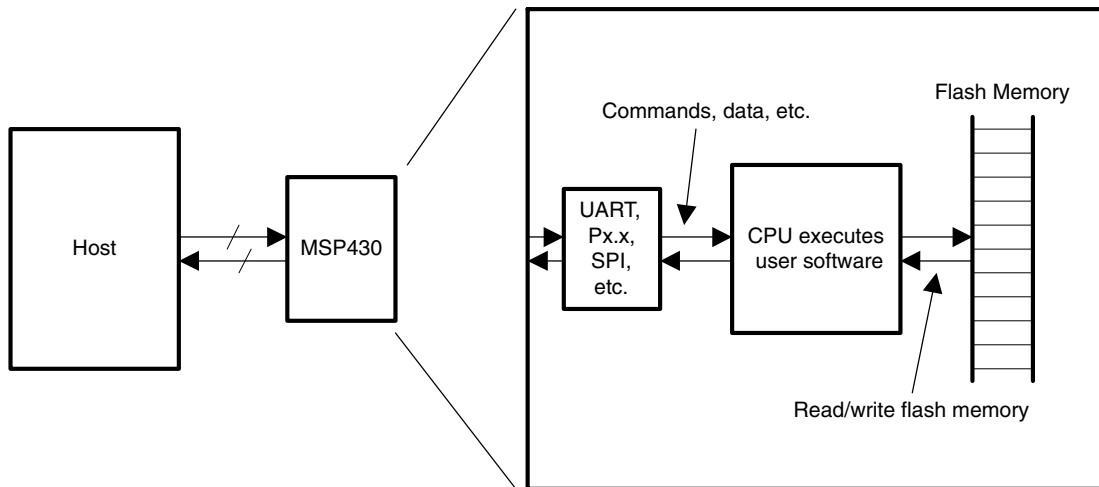 Host
MSP430
Commands, data, etc.
Flash Memory
UART,
Px.x,
SPI,
etc.
CPU executes
user software
Read/write flash memory